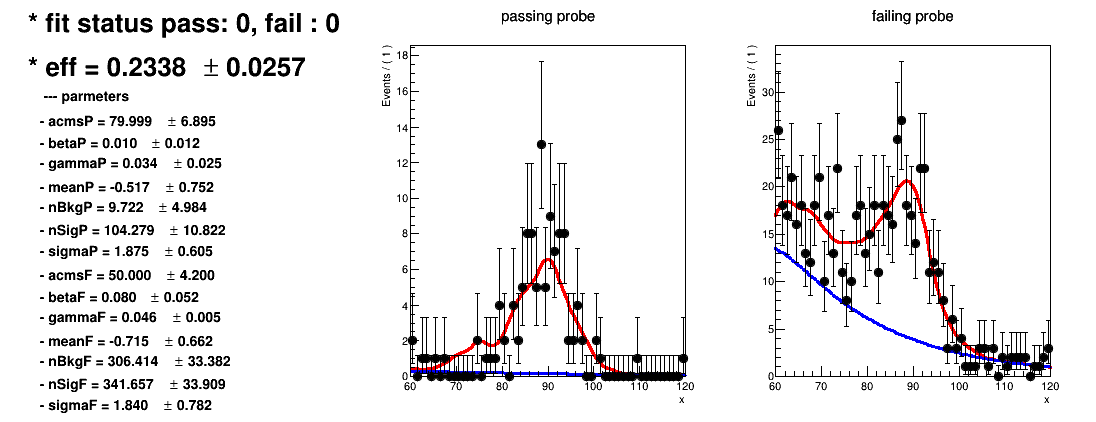 * fit status pass: 0, fail : 0
* eff = 0.2338 ± 0.0257
--- parmeters
- acmsP = 79.999 ± 6.895
- betaP = 0.010 ± 0.012
- gammaP = 0.034 ± 0.025
- meanP = -0.517 ± 0.752
- nBkgP = 9.722 ± 4.984
- nSigP = 104.279 ± 10.822
- sigmaP = 1.875 ± 0.605
- acmsF = 50.000 ± 4.200
- betaF = 0.080 ± 0.052
- gammaF = 0.046 ± 0.005
- meanF = -0.715 ± 0.662
- nBkgF = 306.414 ± 33.382
- nSigF = 341.657 ± 33.909
- sigmaF = 1.840 ± 0.782
passing probe
Events / ( 1 )
18
16
14
12
10
8
6
4
2
0
60 70 80 90 100 110 120
x
failing probe
Events / ( 1 )
30
25
20
15
10
5
0
60 70 80 90 100 110 120
x